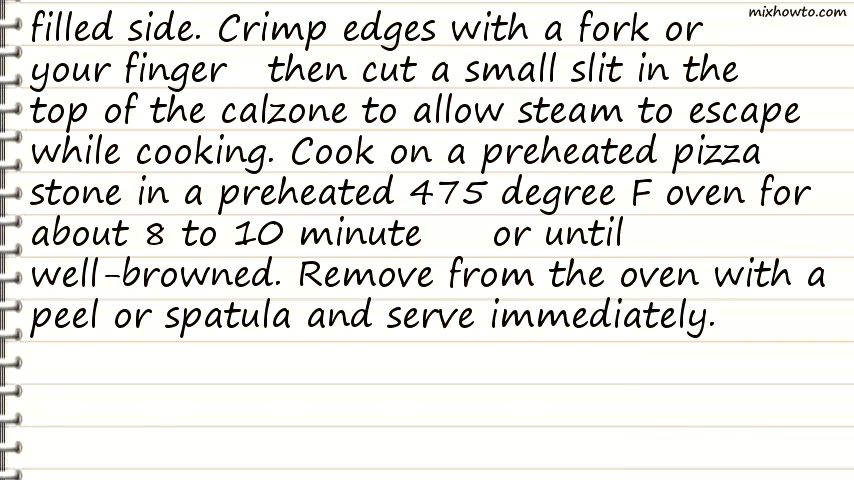 mixhowto.com
filled side. Crimp edges with a fork or
your finger then cut a small slit in the
top of the calzone to allow steam to escape
while cooking. Cook on a preheated pizza
stone in a preheated 475 degree F oven for
about 8 to 10 minute or until
well-browned. Remove from the oven with a
peel or spatula and serve immediately.